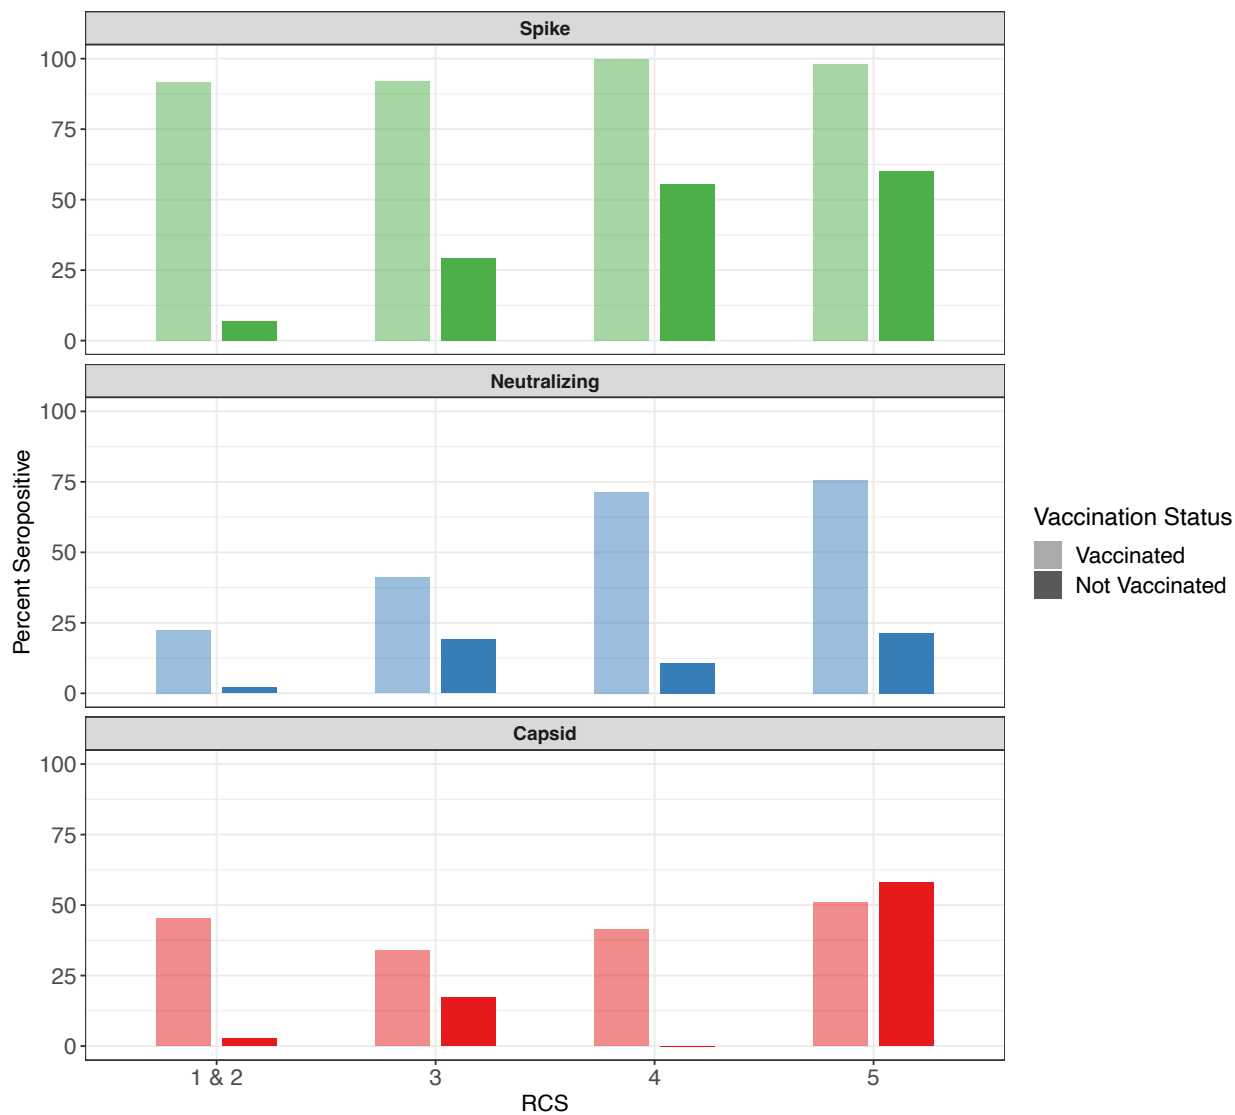 Spike
100
75
50
25
0
Neutralizing
100
75
50
25
0
Capsid
100
75
50
25
0
1 & 2
3
4
5
RCS
Percent Seropositive
Vaccination Status
Vaccinated
Not Vaccinated